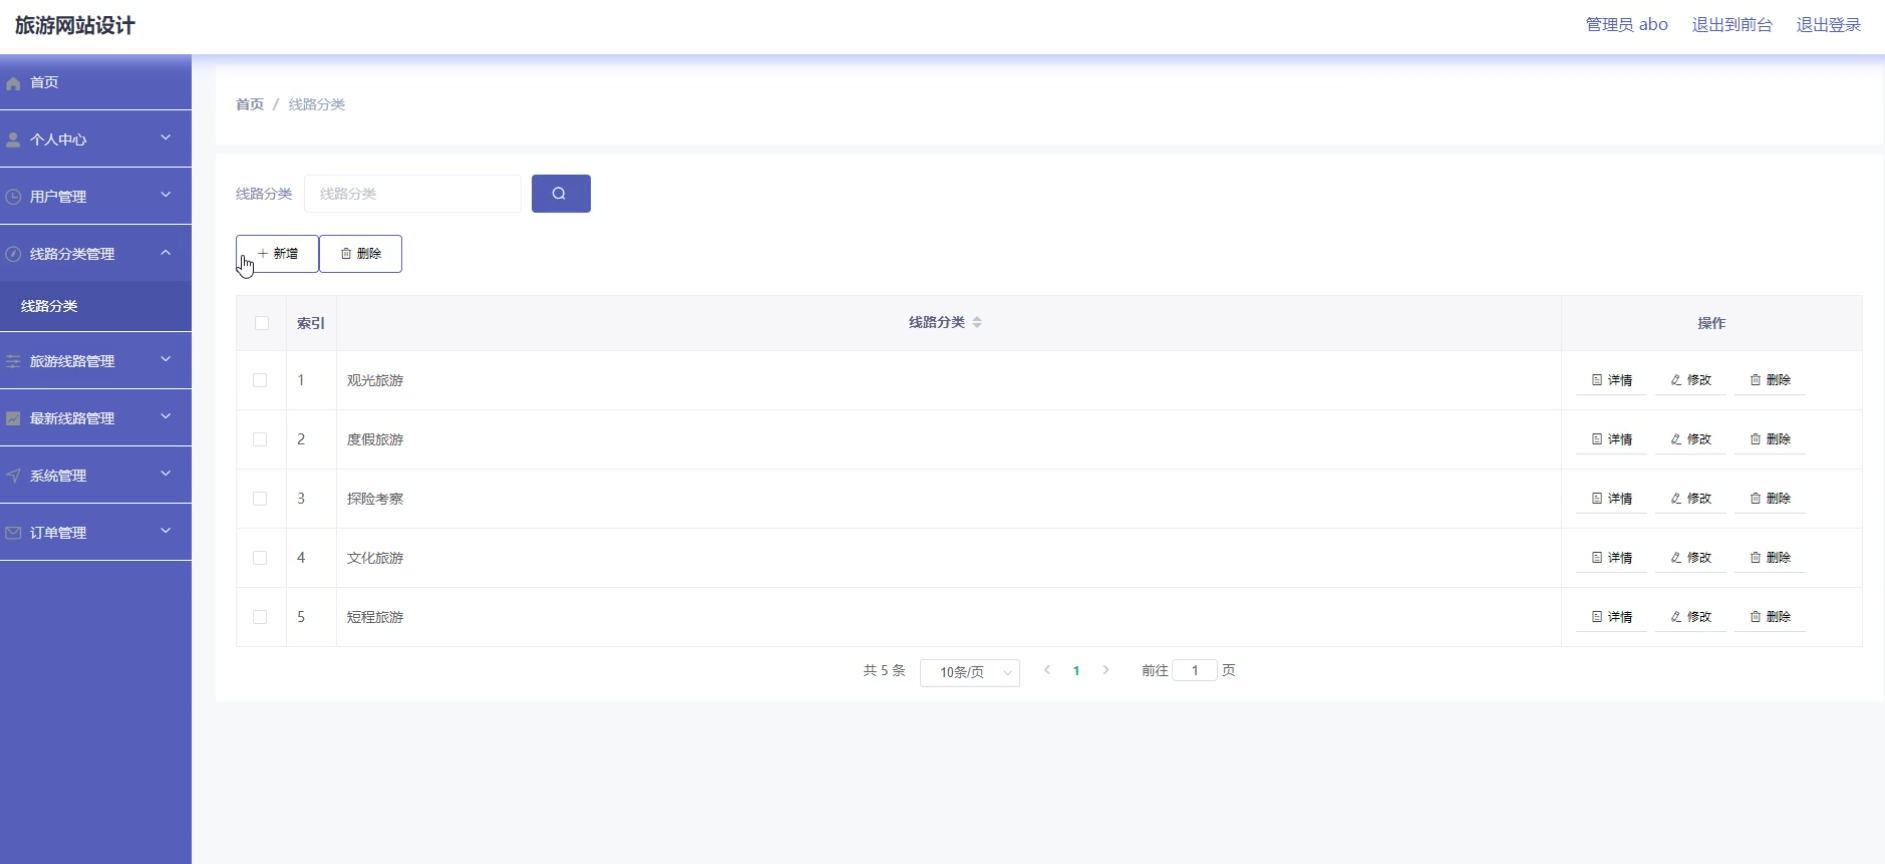 旅游网站设计
管理员 abo 退出到前台 退出登录
首页
个人中心
用户管理
线路分类管理
线路分类
旅游线路管理
最新线路管理
系统管理
订单管理
首页 / 线路分类
线路分类 线路分类
新增 删除
索引 线路分类 操作
1 观光旅游 详情 修改 删除
2 度假旅游 详情 修改 删除
3 探险考察 详情 修改 删除
4 文化旅游 详情 修改 删除
5 短程旅游 详情 修改 删除
共 5 条 10条/页 1 前往 1 页